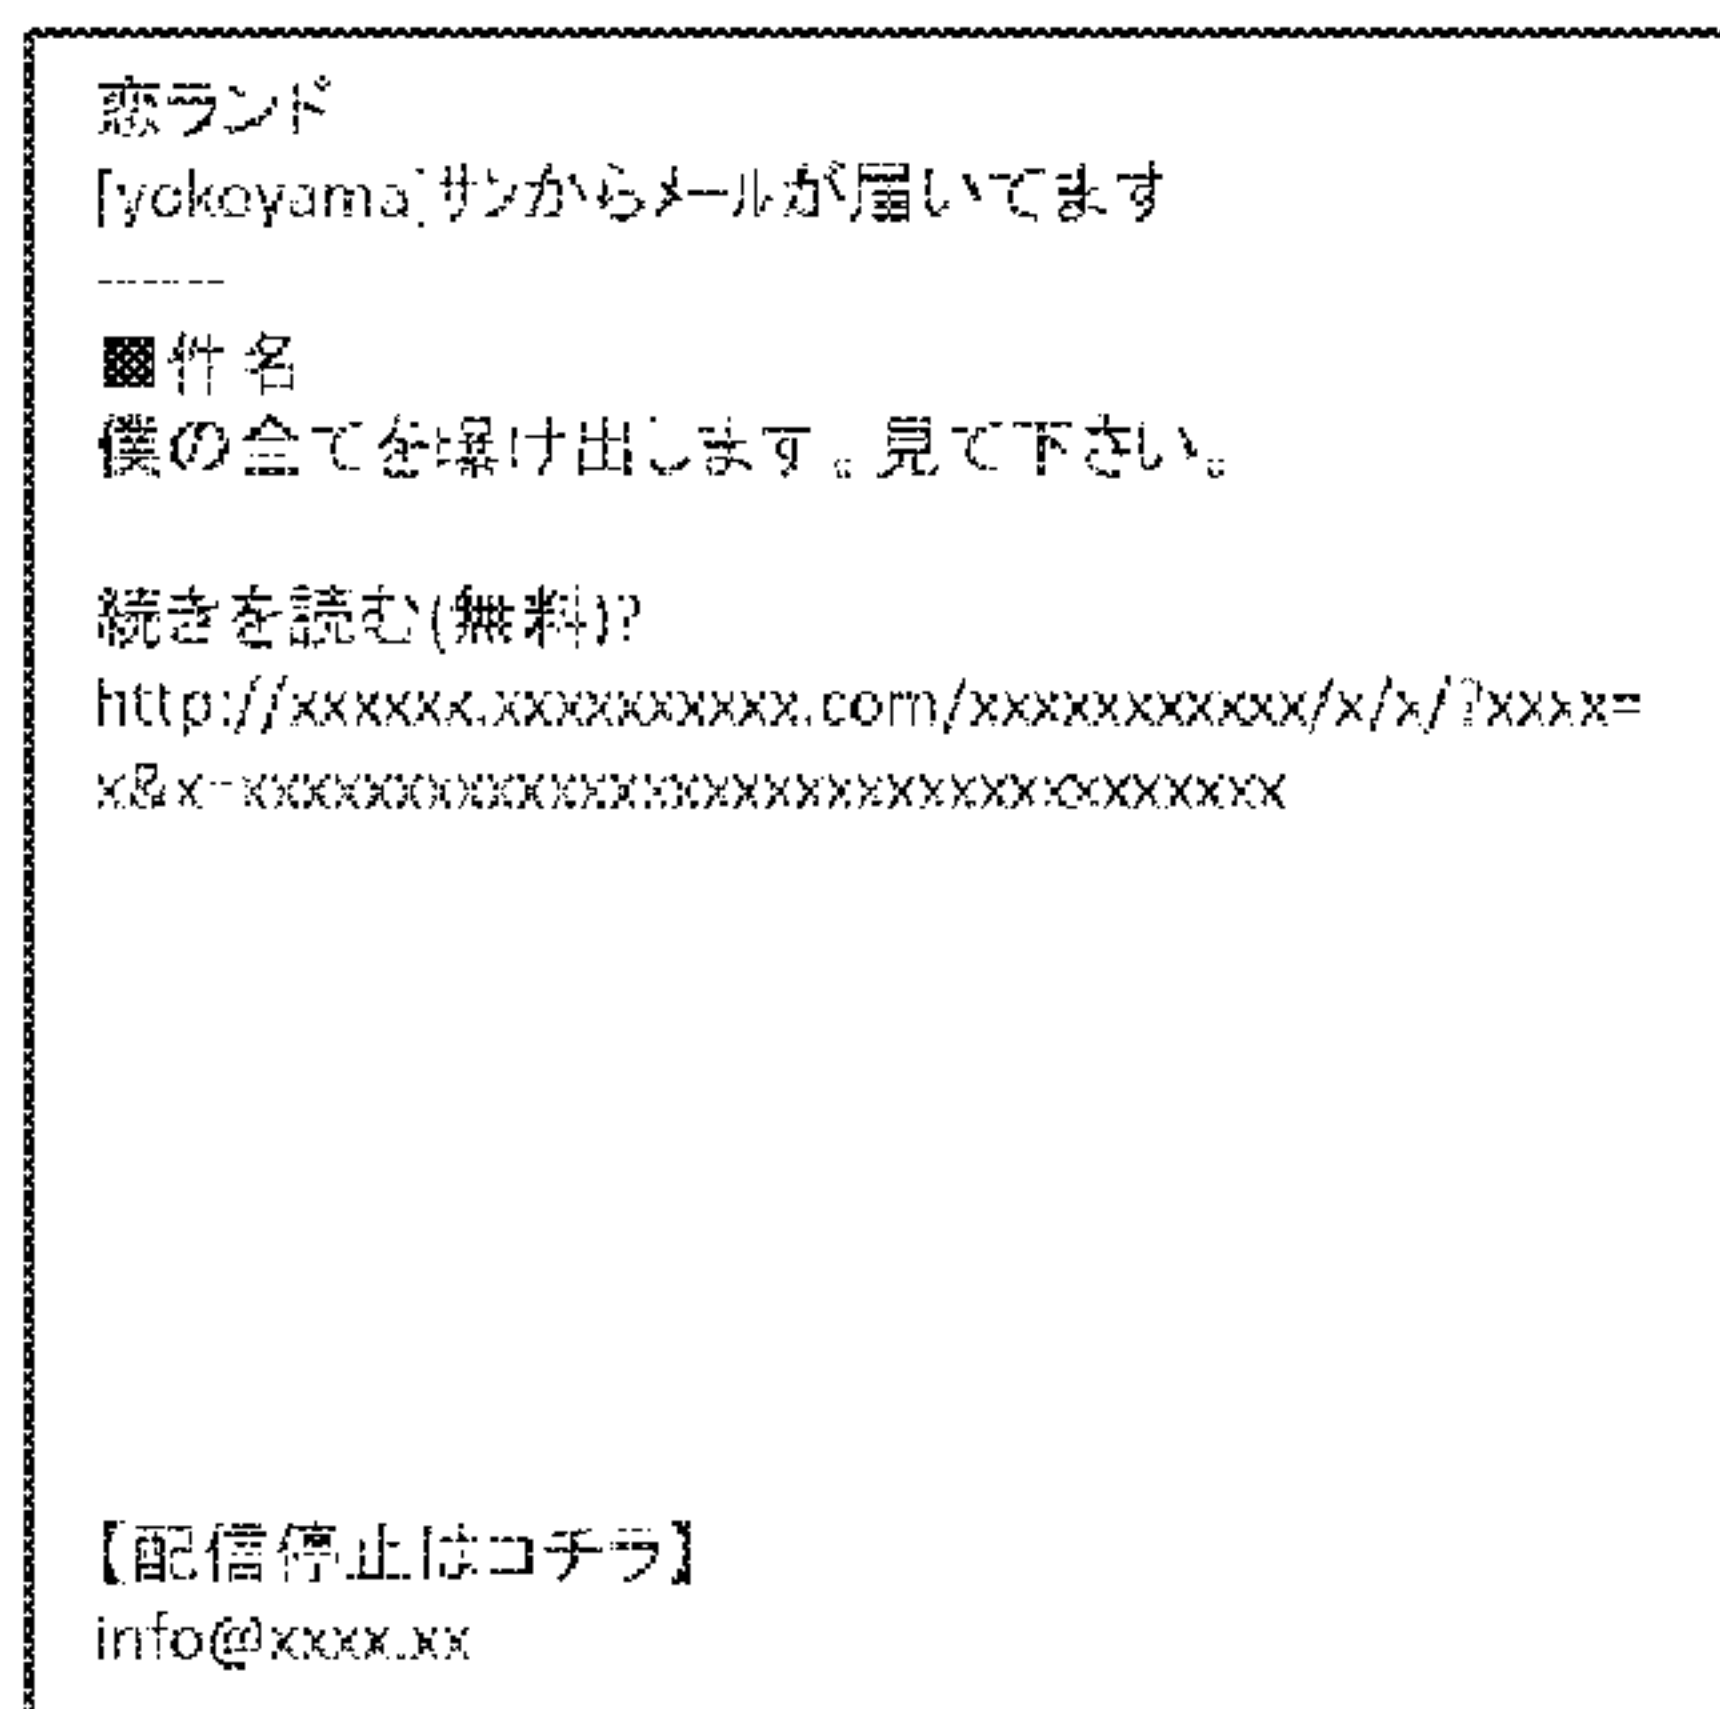 恋ランド
[yokoyama]サンからメールが届いてます
-------
■件名
僕の全てを曝け出します。見て下さい。
続きを読む(無料)?
http://xxxxxx.xxxxxxxxxx.com/xxxxxxxxxxx/x/x/?xxxx=
【配信停止はコチラ】
info@xxxx.xx